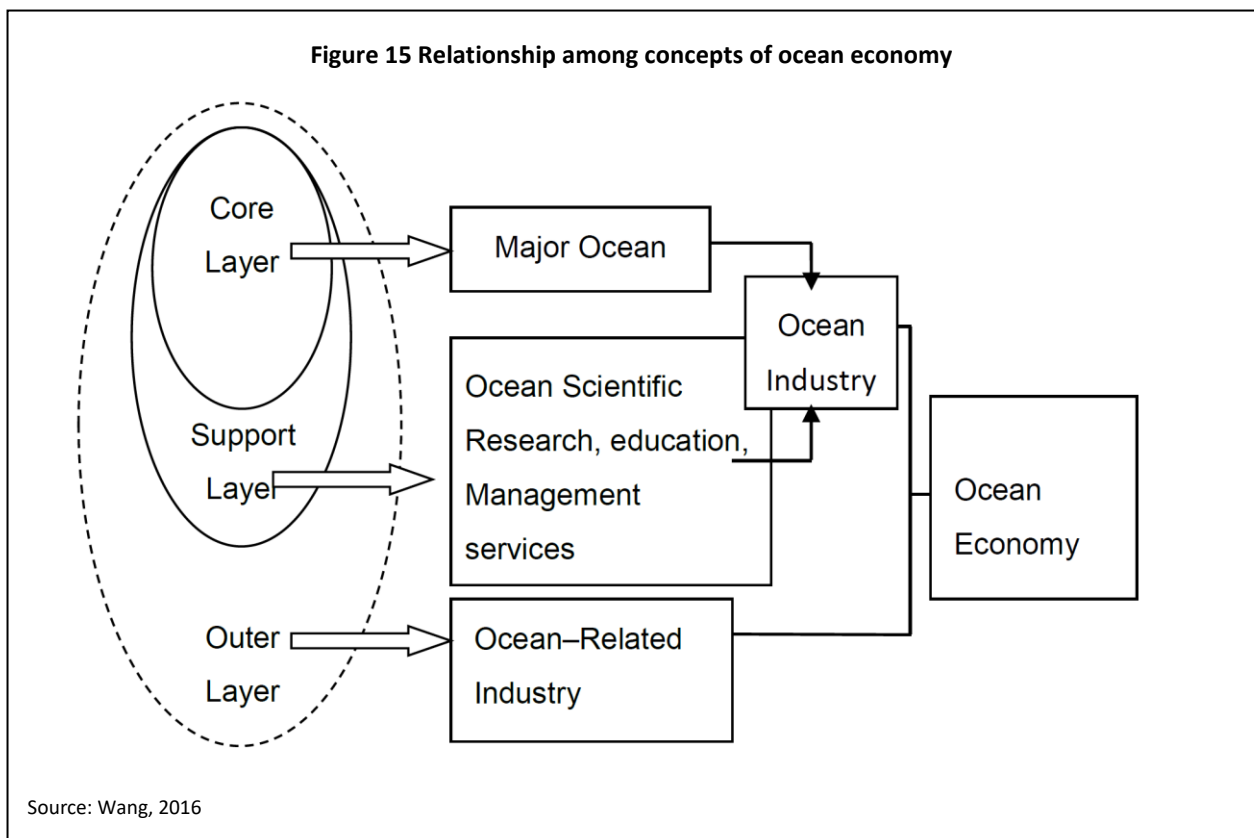 Figure 15 Relationship among concepts of ocean economy
Core
Layer
Major Ocean
Ocean
Industry
Support
Layer
Ocean Scientific
Research, education,
Management
services
Ocean
Economy
Outer
Layer
Ocean–Related
Industry
Source: Wang, 2016